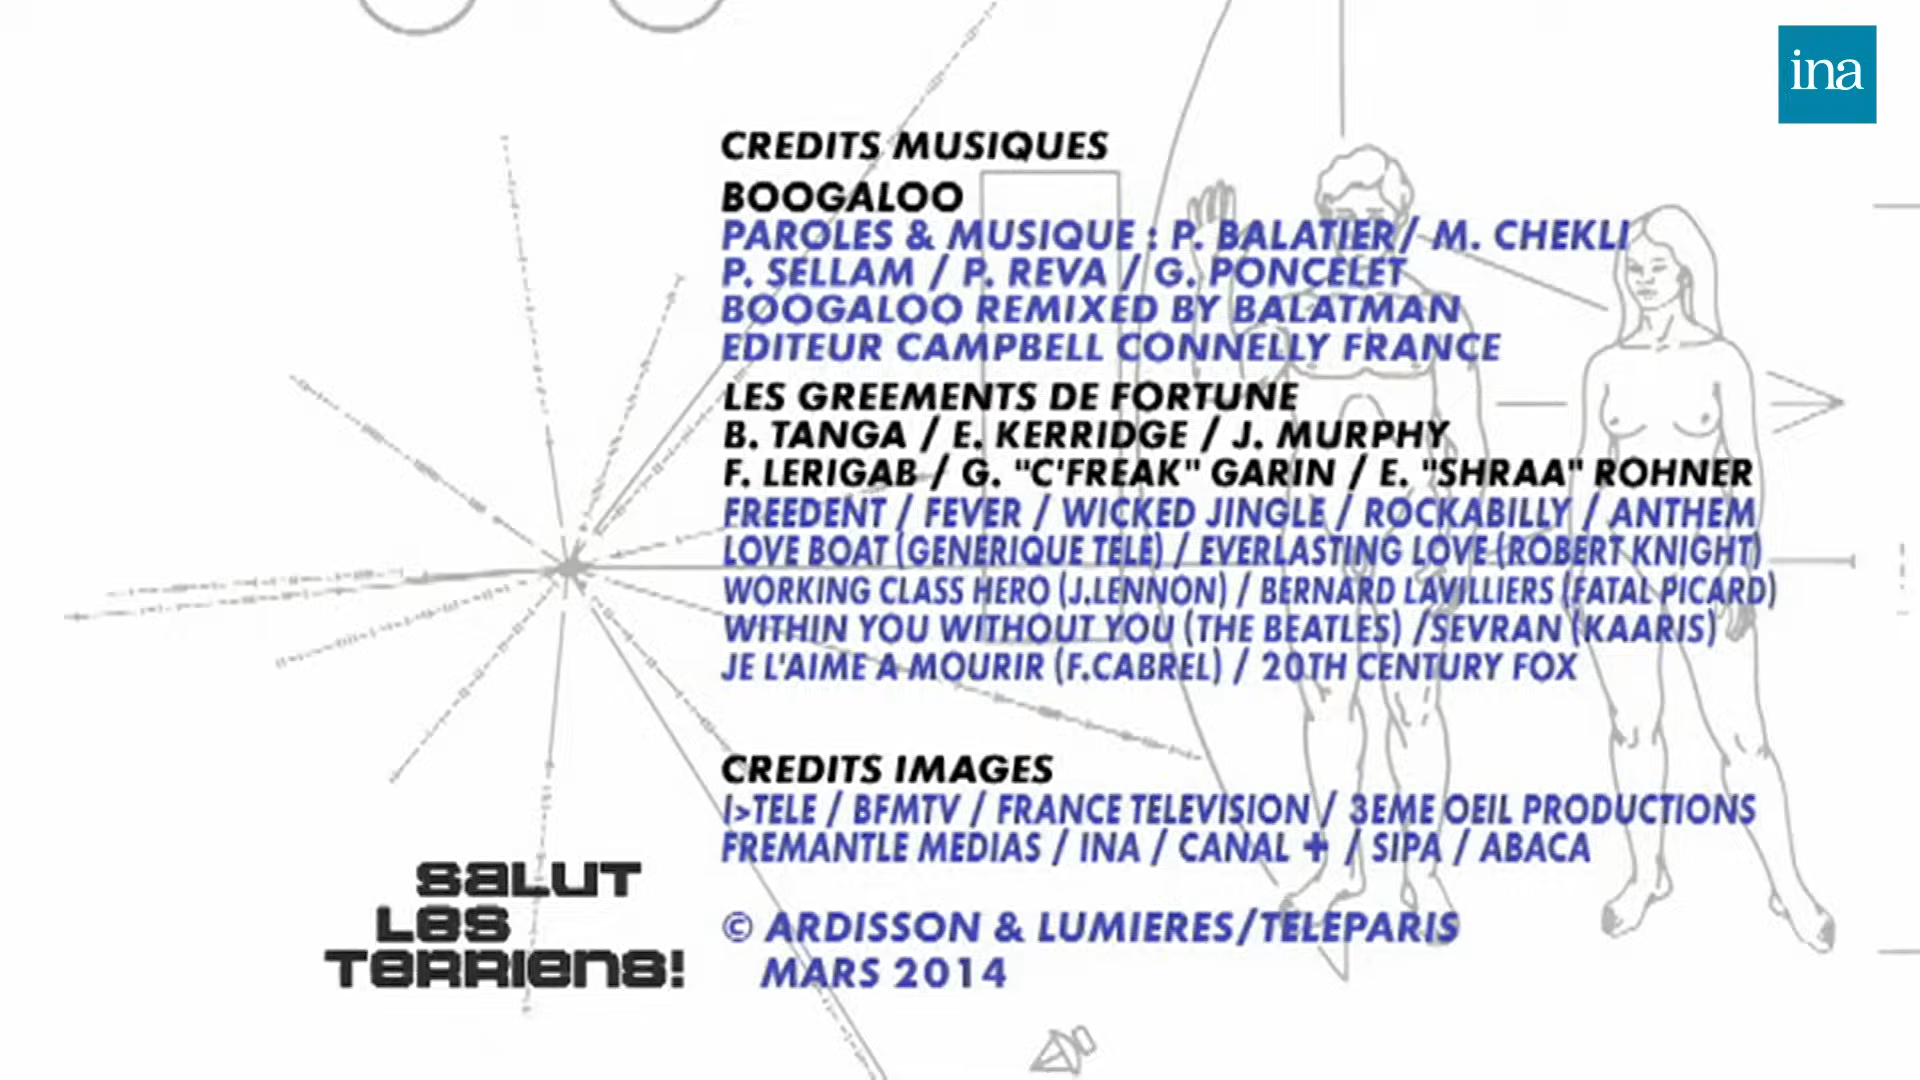 ina
CREDITS MUSIQUES
BOOGALOO
PAROLES & MUSIQUE : P. BALATIER / M. CHEKLI
P. SELLAM / P. REVA / G. PONCELET
BOOGALOO REMIXED BY BALATMAN
EDITEUR CAMPBELL CONNELLY FRANCE
LES GREEMENTS DE FORTUNE
B. TANGA / E. KERRIDGE / J. MURPHY
F. LERIGAB / G. "C'FREAK" GARIN / E. "SHRAA" ROHNER
FREEDENT / FEVER / WICKED JINGLE / ROCKABILLY / ANTHEM
LOVE BOAT (GENERIQUE TELE) / EVERLASTING LOVE (ROBERT KNIGHT)
WORKING CLASS HERO (J.LENNON) / BERNARD LAVILLIERS (FATAL PICARD)
WITHIN YOU WITHOUT YOU (THE BEATLES) /SEVRAN (KAARIS)
JE L'AIME A MOURIR (F.CABREL) / 20TH CENTURY FOX
CREDITS IMAGES
I>TELE / BFMTV / FRANCE TELEVISION / 3EME OEIL PRODUCTIONS
FREMANTLE MEDIAS / INA / CANAL + / SIPA / ABACA
© ARDISSON & LUMIERES/TELEPARIS
MARS 2014
SALUT
LES
TERRIENS!